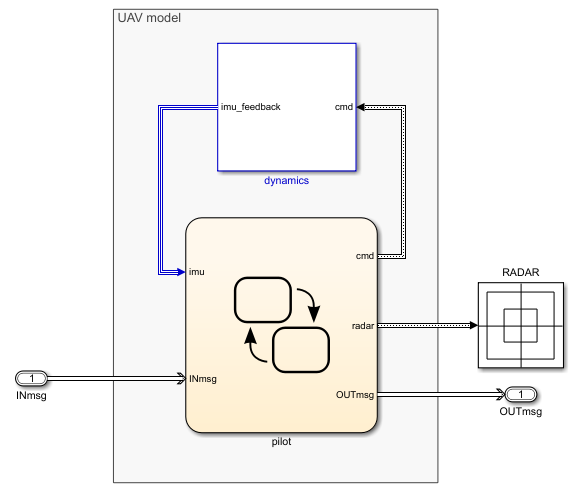 UAV model
imu_feedback
cmd
dynamics
cmd
imu
RADAR
radar
1
INmsg
INmsg
OUTmsg
1
OUTmsg
pilot